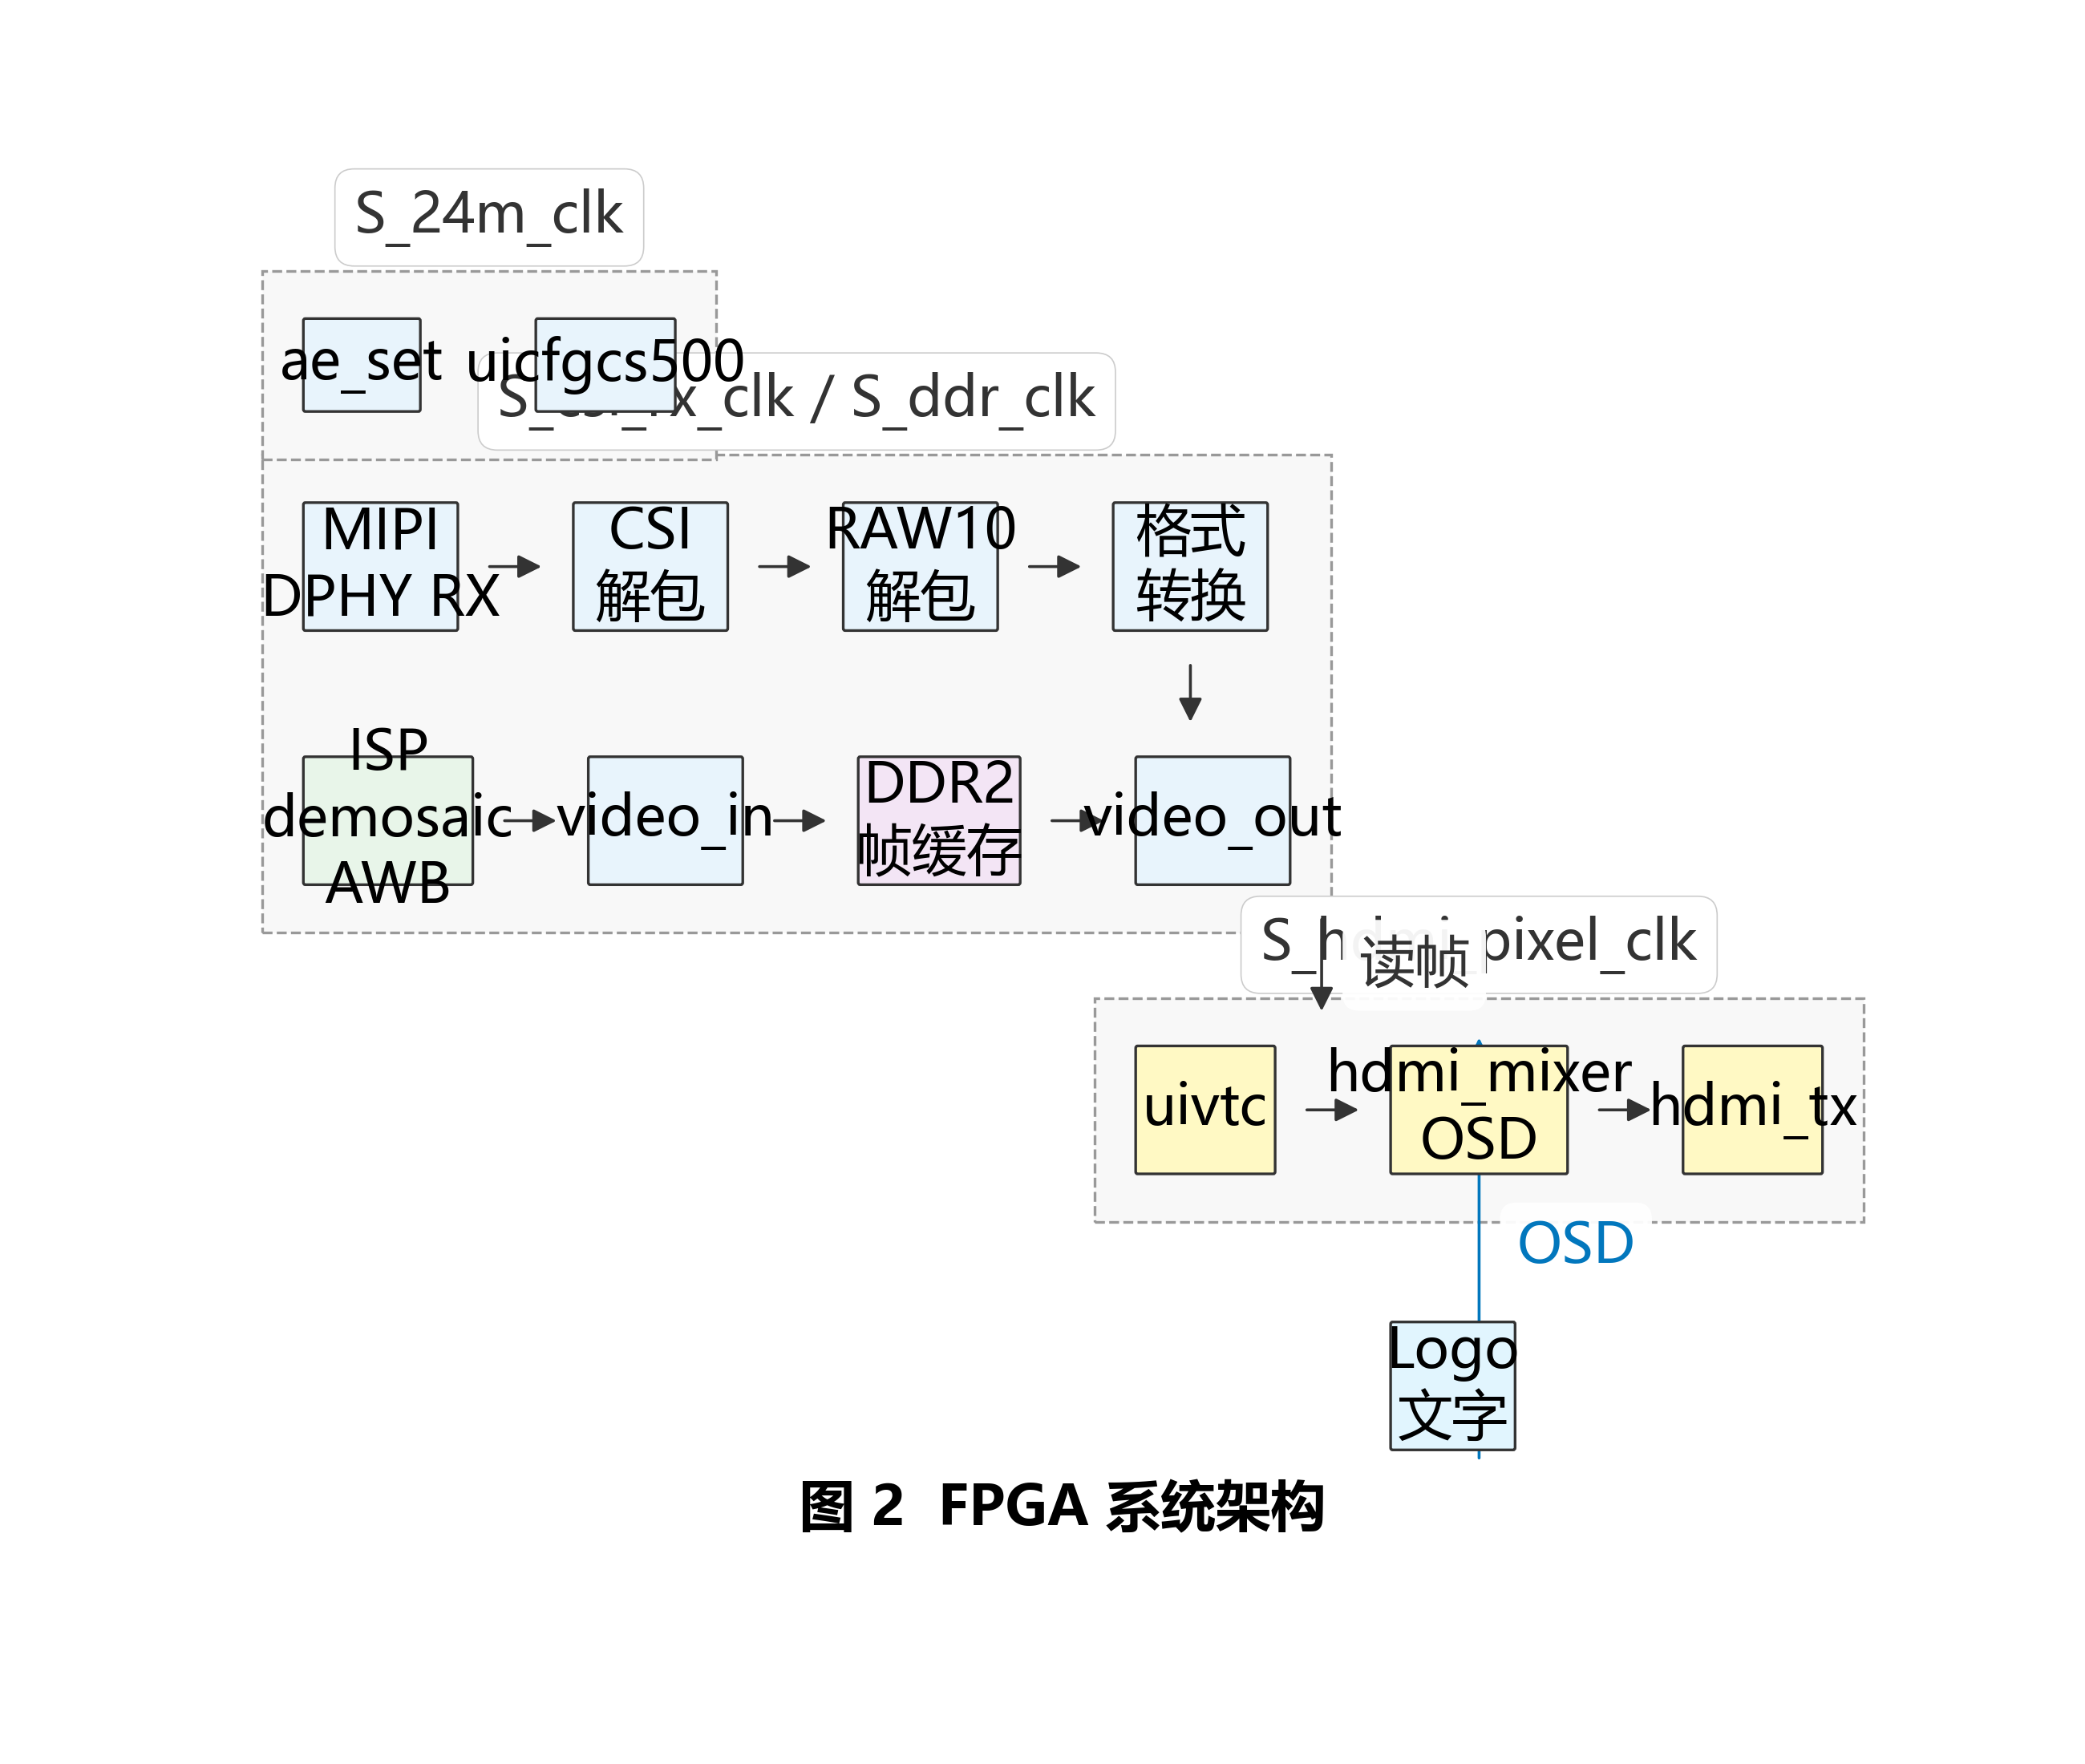 S_24m_clk
ae_set
uicfgcs500
S_csi_rx_clk / S_ddr_clk
MIPI
DPHY RX
CSI
解包
RAW10
解包
格式
转换
ISP
demosaic
AWB
video_in
DDR2
帧缓存
video_out
S_hdmi_pixel_clk
读帧
uivtc
hdmi_mixer
OSD
hdmi_tx
OSD
Logo
文字
图 2 FPGA 系统架构